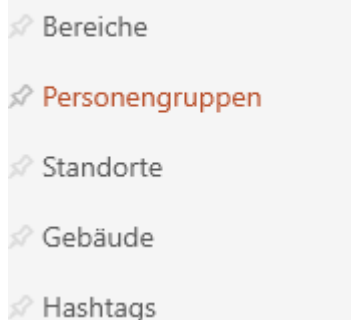 Bereiche
Personengruppen
Standorte
Gebäude
Hashtags